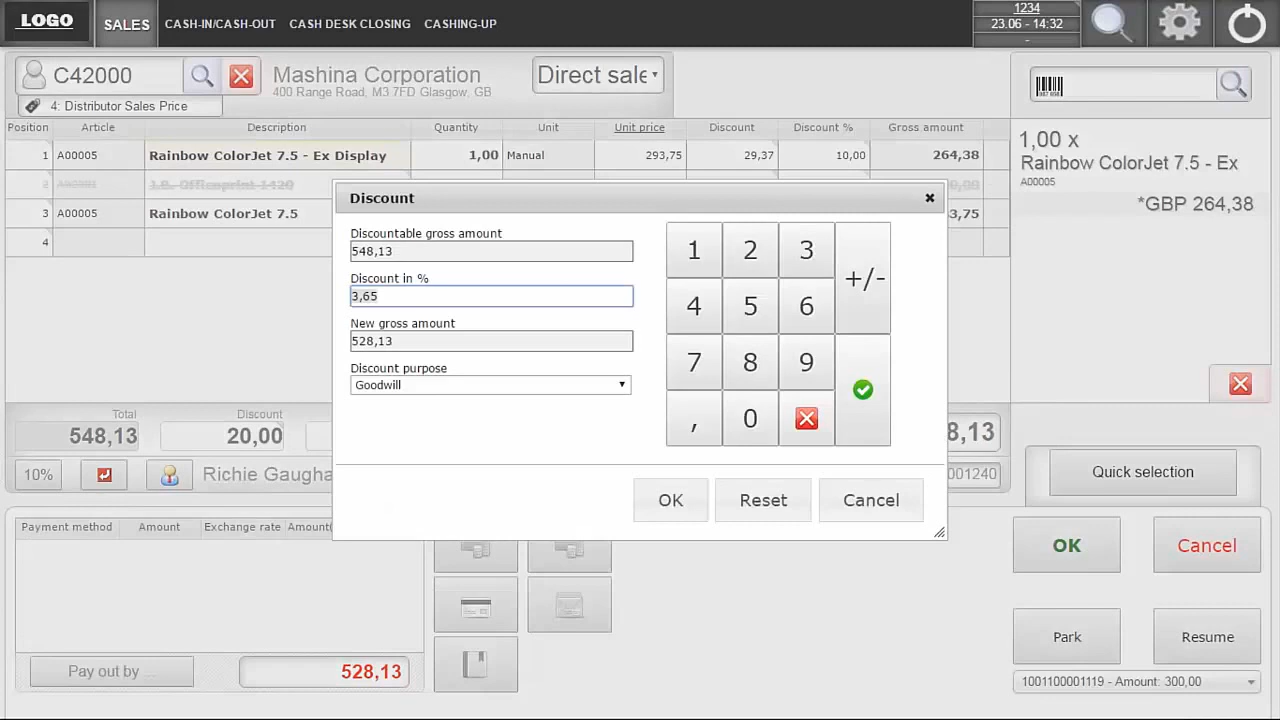 LOGO
SALES
CASH-IN/CASH-OUT
CASH DESK CLOSING
CASHING-UP
1234
23.06 - 14:32
-
C42000
Mashina Corporation
400 Range Road, M3 7FD Glasgow, GB
Direct sale
4: Distributor Sales Price
Position Article Description Quantity Unit Unit price Discount Discount % Gross amount
1 A00005 Rainbow ColorJet 7.5 - Ex Display 1,00 Manual 293,75 29,37 10,00 264,38
2
3 A00005 Rainbow ColorJet 7.5 3,75
4
1,00 x
Rainbow ColorJet 7.5 - Ex
A00005
*GBP 264,38
Discount
Discountable gross amount
548,13
Discount in %
3,65
New gross amount
528,13
Discount purpose
Goodwill
1 2 3 +/-
4 5 6
7 8 9
, 0
OK Reset Cancel
Total
548,13
Discount
20,00
8,13
10%
Richie Gaugha
001240
Quick selection
Payment method Amount Exchange rate Amount(
Pay out by ...
528,13
OK
Cancel
Park
Resume
1001100001119 - Amount: 300,00